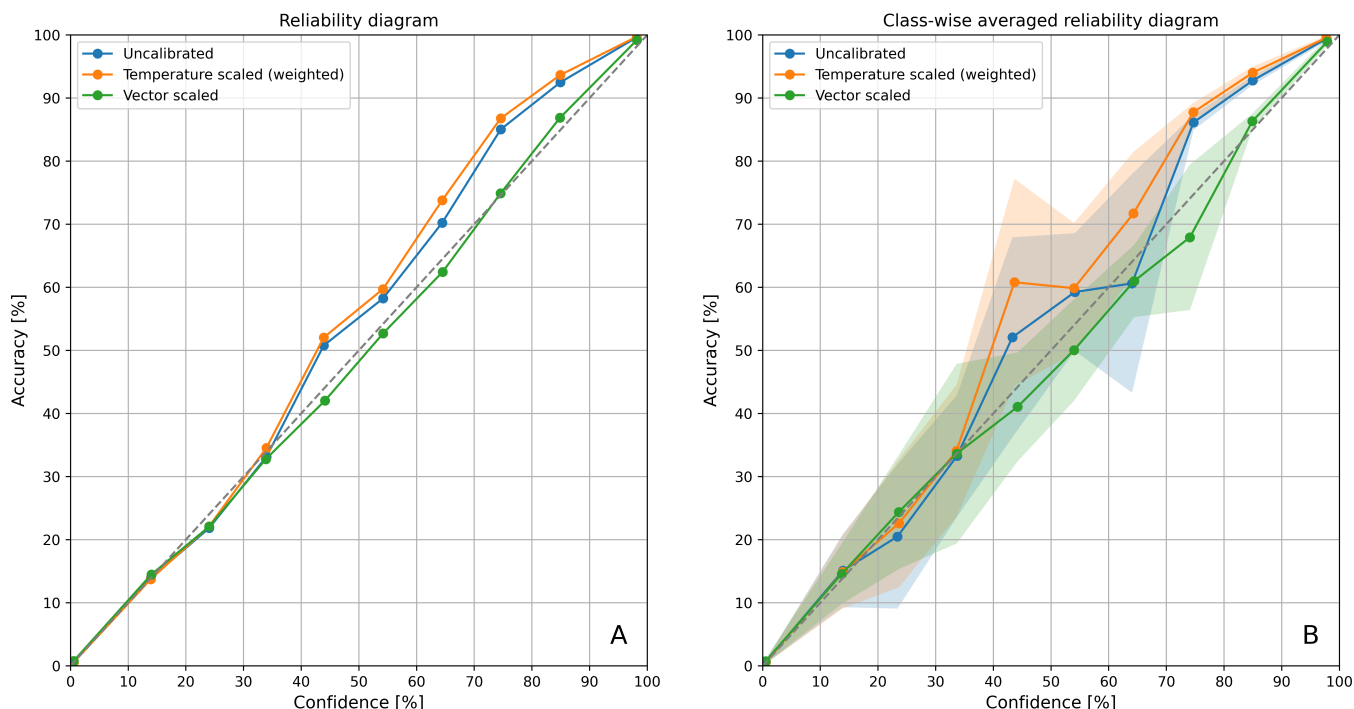 Reliability diagram
Uncalibrated
Temperature scaled (weighted)
Vector scaled
100
90
80
70
60
50
40
30
20
10
0
Accuracy [%]
A
0 10 20 30 40 50 60 70 80 90 100
Confidence [%]
Class-wise averaged reliability diagram
Uncalibrated
Temperature scaled (weighted)
Vector scaled
100
90
80
70
60
50
40
30
20
10
0
Accuracy [%]
B
0 10 20 30 40 50 60 70 80 90 100
Confidence [%]